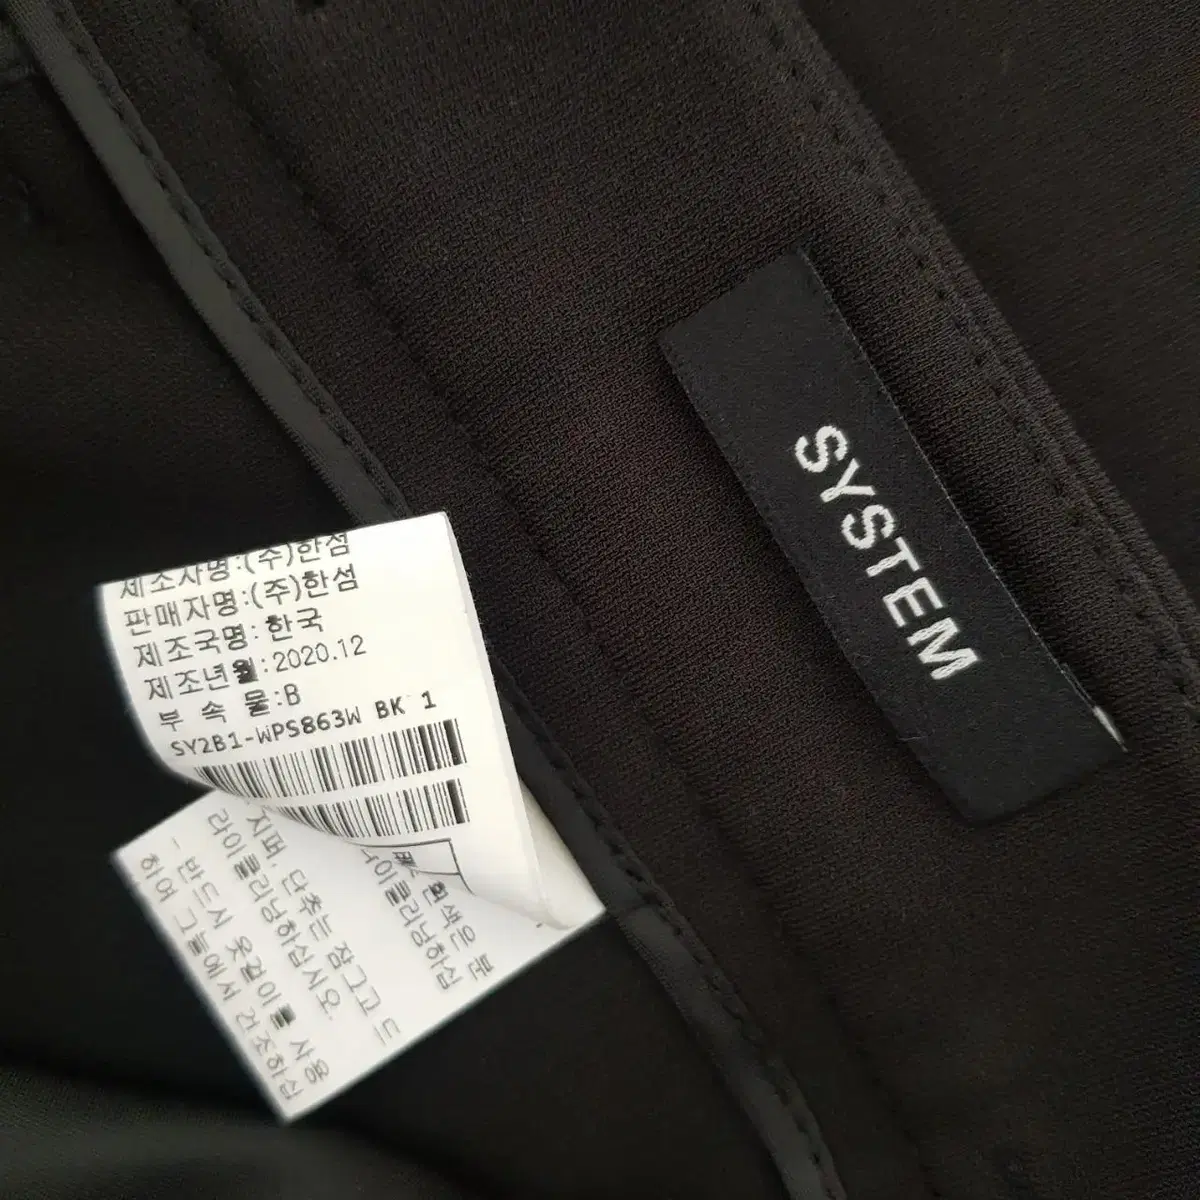 제조사명:(주)한섬
판매자명:(주)한섬
제조국명: 한국
제조년월:2020.12
부 속 물:B
SY2B1-WPS863W BK 1
SYSTEM
흰색은 분
라이클리닝하십
지퍼, 단추는 잠그고 드
라이클리닝하십시오.
- 반드시 옷걸이를 사용
하여 그늘에서 건조하십